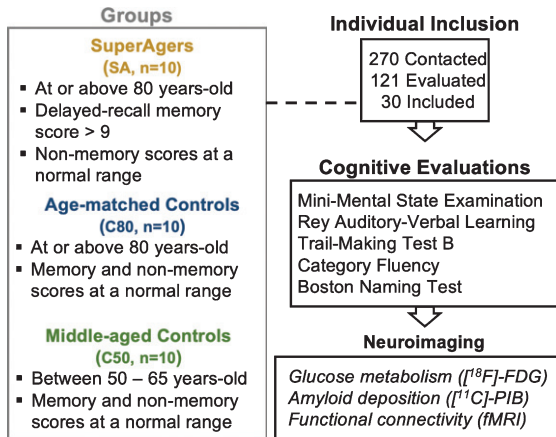 Groups
SuperAgers
(SA, n=10)
▪ At or above 80 years-old
▪ Delayed-recall memory
score > 9
▪ Non-memory scores at a
normal range
Age-matched Controls
(C80, n=10)
▪ At or above 80 years-old
▪ Memory and non-memory
scores at a normal range
Middle-aged Controls
(C50, n=10)
▪ Between 50 – 65 years-old
▪ Memory and non-memory
scores at a normal range
Individual Inclusion
270 Contacted
121 Evaluated
30 Included
Cognitive Evaluations
Mini-Mental State Examination
Rey Auditory-Verbal Learning
Trail-Making Test B
Category Fluency
Boston Naming Test
Neuroimaging
Glucose metabolism ([¹⁸F]-FDG)
Amyloid deposition ([¹¹C]-PIB)
Functional connectivity (fMRI)